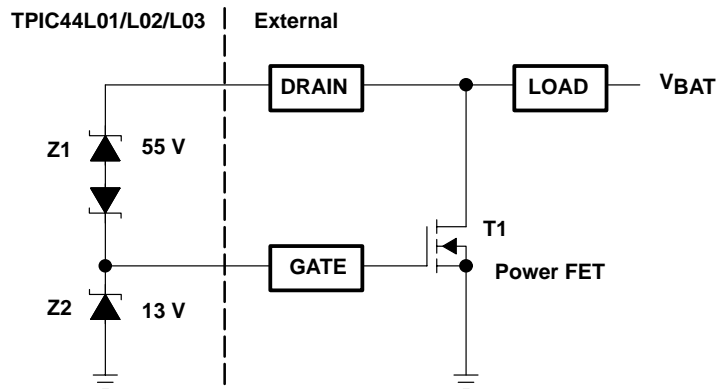 TPIC44L01/L02/L03 External
DRAIN
LOAD
VBAT
Z1
55 V
T1
GATE
Power FET
Z2
13 V